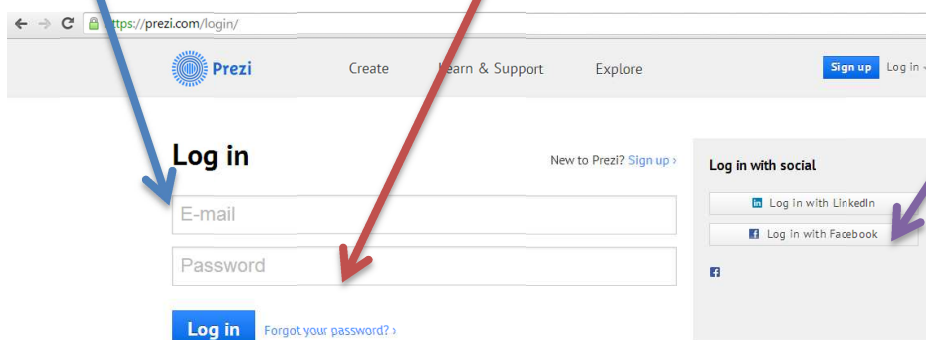 https://prezi.com/login/
Prezi Create Learn & Support Explore Sign up Log in
Log in New to Prezi? Sign up ›
E-mail
Password
Log in Forgot your password? ›
Log in with social
Log in with LinkedIn
Log in with Facebook